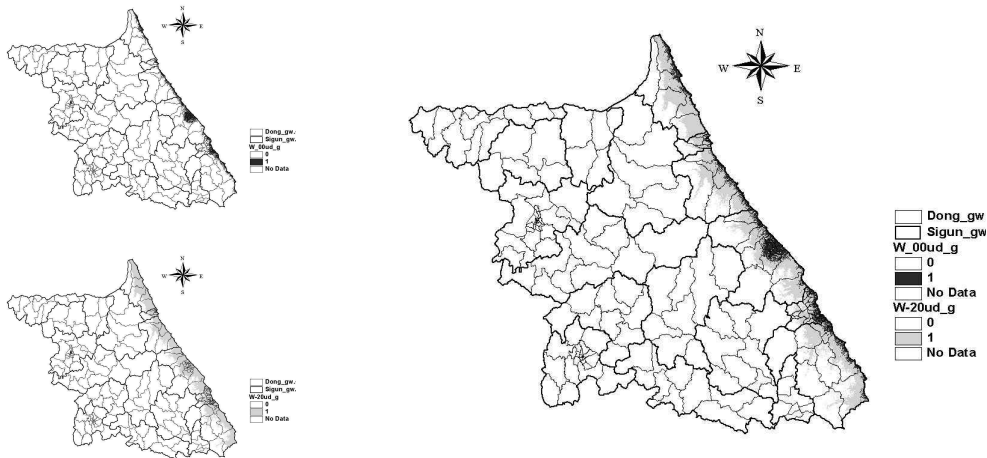 N
W E
S
Dong_gw.
Sigun_gw.
W_00ud_g
0
1
No Data
N
W E
S
Dong_gw.
Sigun_gw.
W-20ud_g
0
1
No Data
N
W E
S
Dong_gw
Sigun_gw
W_00ud_g
0
1
No Data
W-20ud_g
0
1
No Data